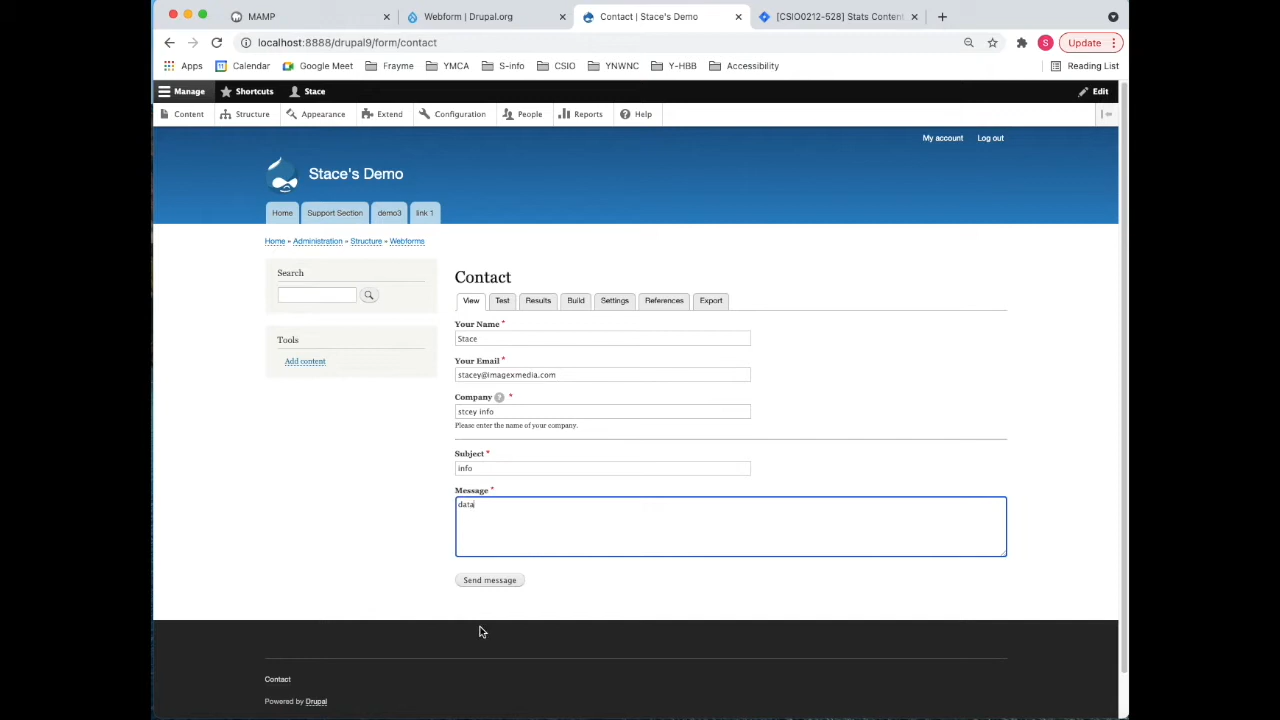 MAMP
Webform | Drupal.org
Contact | Stace's Demo
[CSIO0212-528] Stats Content
localhost:8888/drupal9/form/contact
S
Update
Apps
Calendar
Google Meet
Frayme
YMCA
S-info
CSIO
YNWNC
Y-HBB
Accessibility
Reading List
Manage
Shortcuts
Stace
Edit
Content
Structure
Appearance
Extend
Configuration
People
Reports
Help
My account
Log out
Stace's Demo
Home
Support Section
demo3
link 1
Home » Administration » Structure » Webforms
Search
Tools
Add content
Contact
View
Test
Results
Build
Settings
References
Export
Your Name *
Stace
Your Email *
stacey@imagexmedia.com
Company ? *
stcey info
Please enter the name of your company.
Subject *
info
Message *
data
Send message
Contact
Powered by Drupal